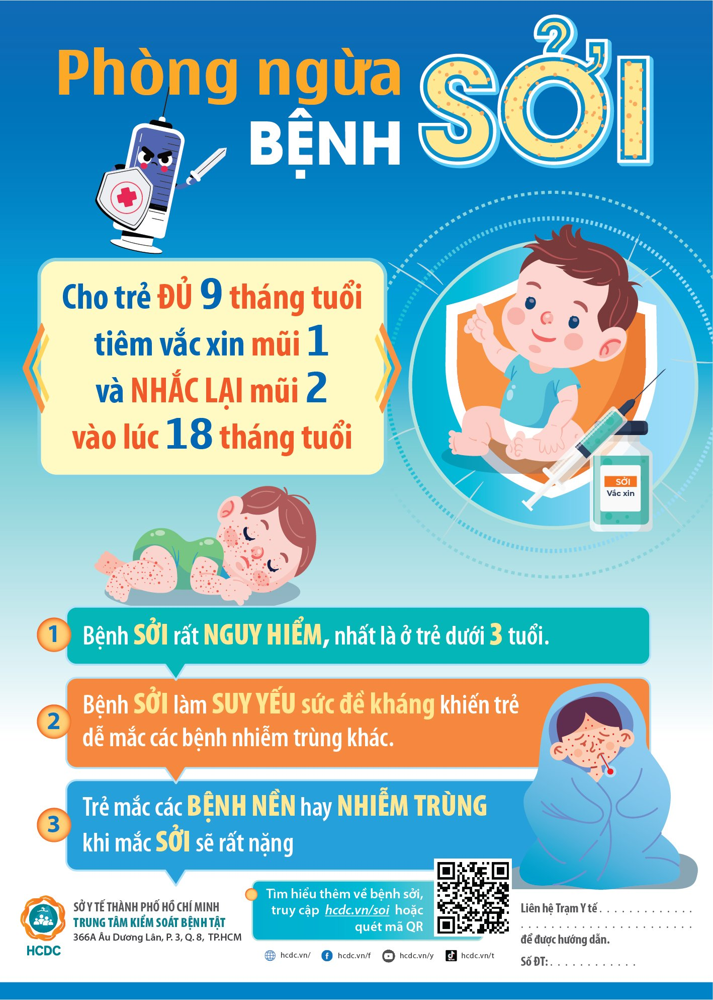 Phòng ngừa
BỆNH SỞI
Cho trẻ ĐỦ 9 tháng tuổi
tiêm vắc xin mũi 1
và NHẮC LẠI mũi 2
vào lúc 18 tháng tuổi
SỞI
Vắc xin
1
Bệnh SỞI rất NGUY HIỂM, nhất là ở trẻ dưới 3 tuổi.
2
Bệnh SỞI làm SUY YẾU sức đề kháng khiến trẻ
dễ mắc các bệnh nhiễm trùng khác.
3
Trẻ mắc các BỆNH NỀN hay NHIỄM TRÙNG
khi mắc SỞI sẽ rất nặng
HCDC
SỞ Y TẾ THÀNH PHỐ HỒ CHÍ MINH
TRUNG TÂM KIỂM SOÁT BỆNH TẬT
366A Âu Dương Lân, P. 3, Q. 8, TP.HCM
Tìm hiểu thêm về bệnh sởi,
truy cập hcdc.vn/soi hoặc
quét mã QR
hcdc.vn/
hcdc.vn/f
hcdc.vn/y
TikTok
hcdc.vn/t
Liên hệ Trạm Y tế . . . . . . . . . . . . .
. . . . . . . . . . . . . . . . . . . . . . . .
để được hướng dẫn.
Số ĐT: . . . . . . . . . . . .